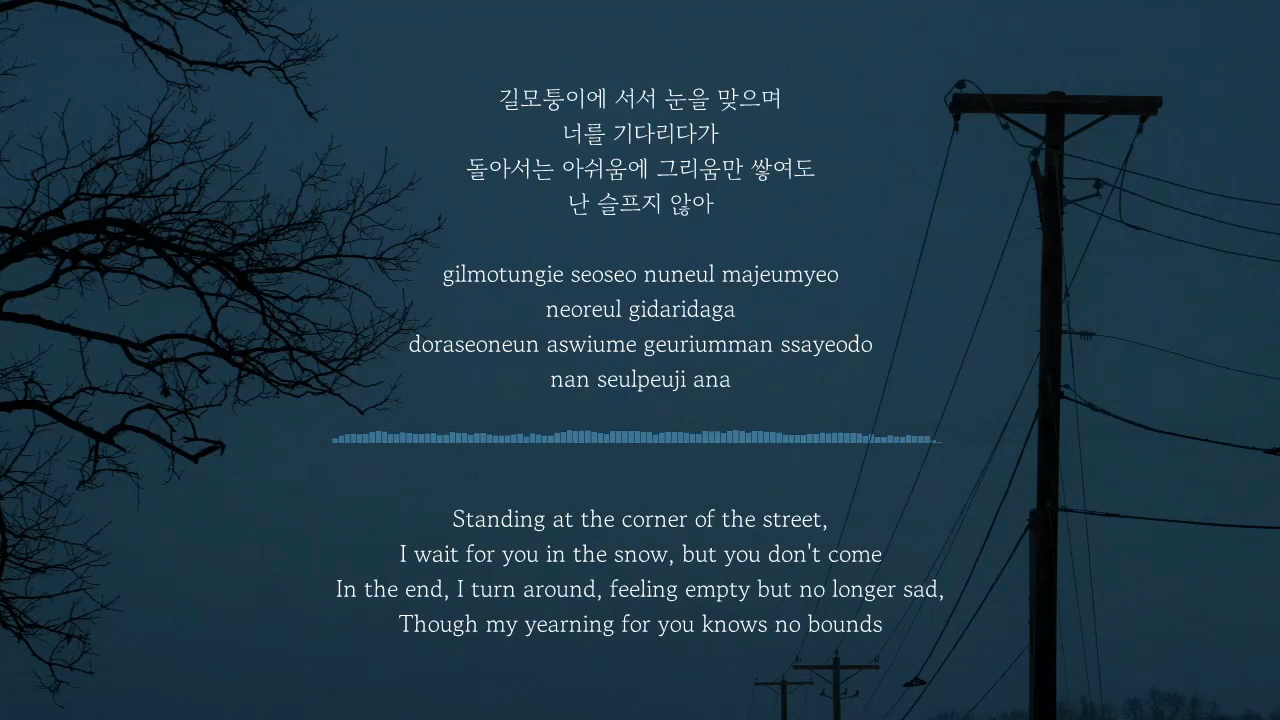 길모퉁이에 서서 눈을 맞으며
너를 기다리다가
돌아서는 아쉬움에 그리움만 쌓여도
난 슬프지 않아
gilmotungie seoseo nuneul majeumyeo
neoreul gidaridaga
doraseoneun aswiume geuriumman ssayeodo
nan seulpeuji ana
Standing at the corner of the street,
I wait for you in the snow, but you don't come
In the end, I turn around, feeling empty but no longer sad,
Though my yearning for you knows no bounds